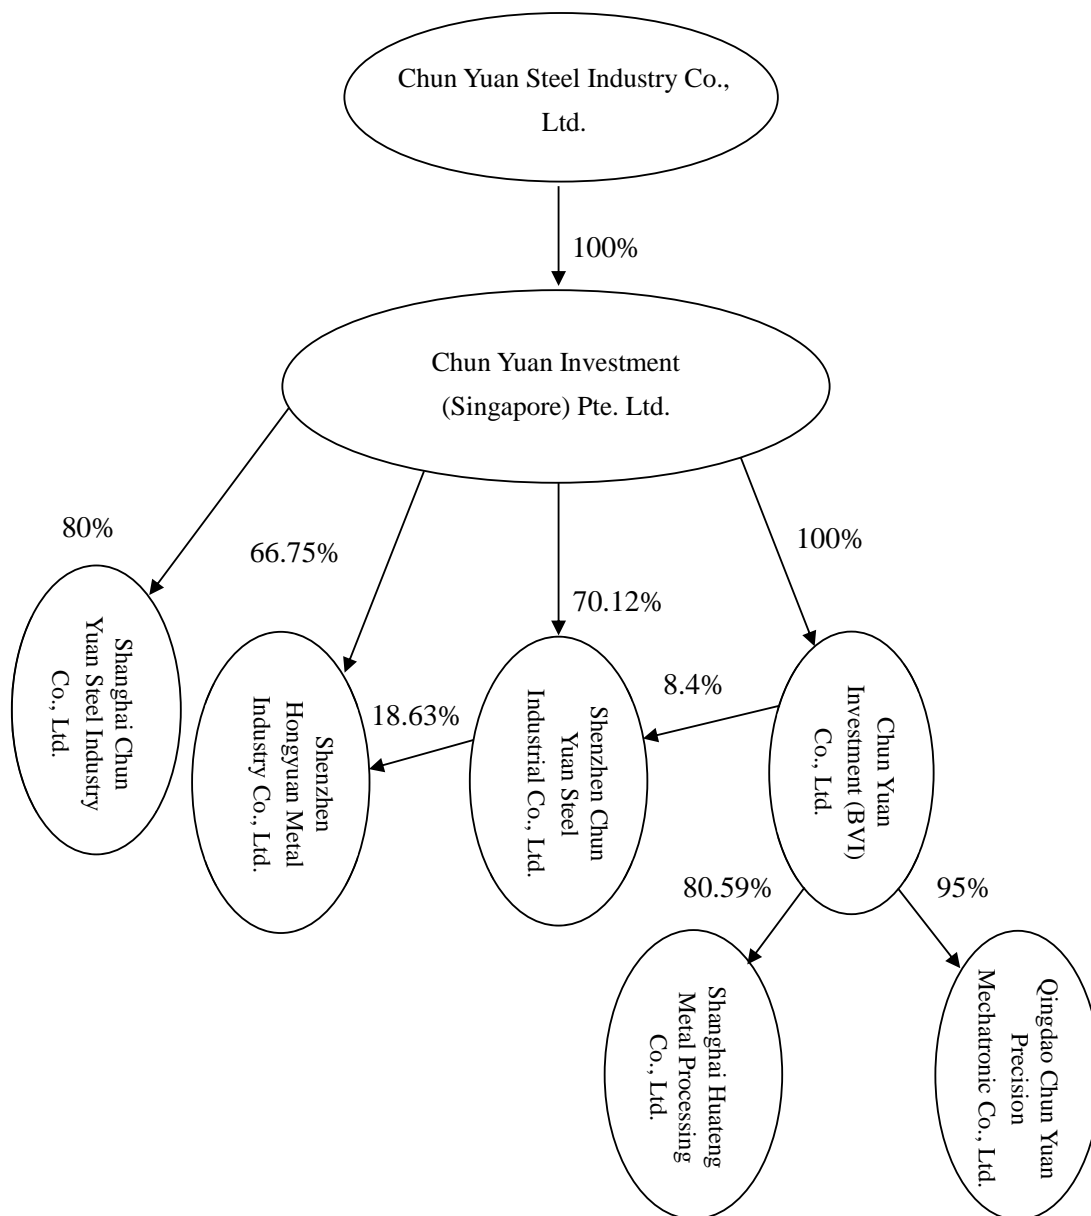 Chun Yuan Steel Industry Co.,
Ltd.
100%
Chun Yuan Investment
(Singapore) Pte. Ltd.
80%
66.75%
70.12%
100%
Shanghai Chun
Yuan Steel Industry
Co., Ltd.
Shenzhen
Hongyuan Metal
Industry Co., Ltd.
18.63%
Shenzhen Chun
Yuan Steel
Industrial Co., Ltd.
8.4%
Chun Yuan
Investment (BVI)
Co., Ltd.
80.59%
95%
Shanghai Huateng
Metal Processing
Co., Ltd.
Qingdao Chun Yuan
Precision
Mechatronic Co., Ltd.